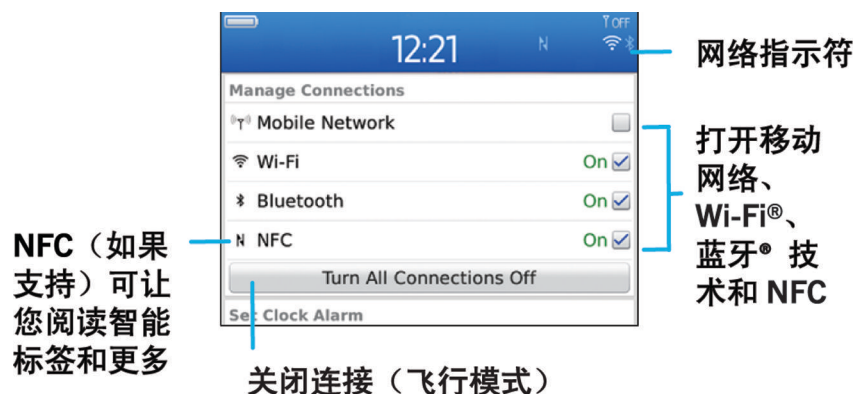 OFF
12:21
Manage Connections
Mobile Network
Wi-Fi On
Bluetooth On
NFC On
Turn All Connections Off
Set Clock Alarm
网络指示符
打开移动
网络、
Wi-Fi®、
蓝牙® 技
术和 NFC
NFC（如果
支持）可让
您阅读智能
标签和更多
关闭连接（飞行模式）